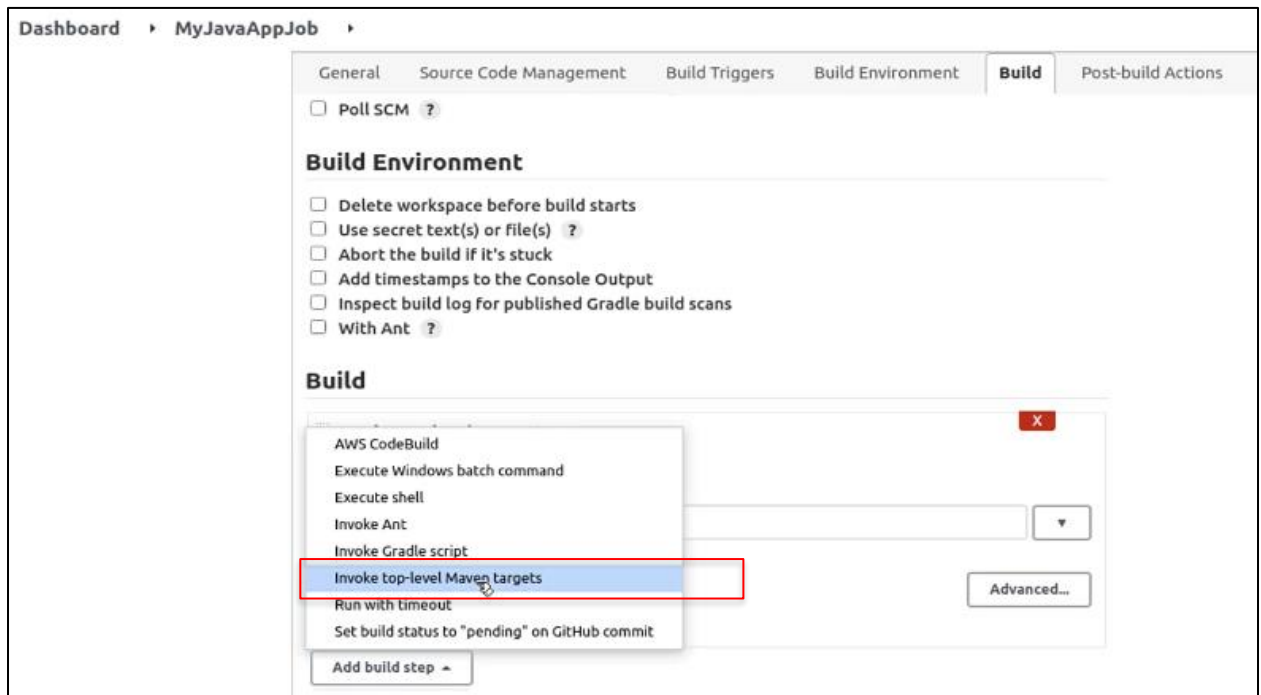 Dashboard ▸ MyJavaAppJob ▸
General Source Code Management Build Triggers Build Environment Build Post-build Actions
Poll SCM ?
Build Environment
Delete workspace before build starts
Use secret text(s) or file(s) ?
Abort the build if it's stuck
Add timestamps to the Console Output
Inspect build log for published Gradle build scans
With Ant ?
Build
X
AWS CodeBuild
Execute Windows batch command
Execute shell
Invoke Ant
Invoke Gradle script
Invoke top-level Maven targets
Advanced...
Run with timeout
Set build status to "pending" on GitHub commit
Add build step